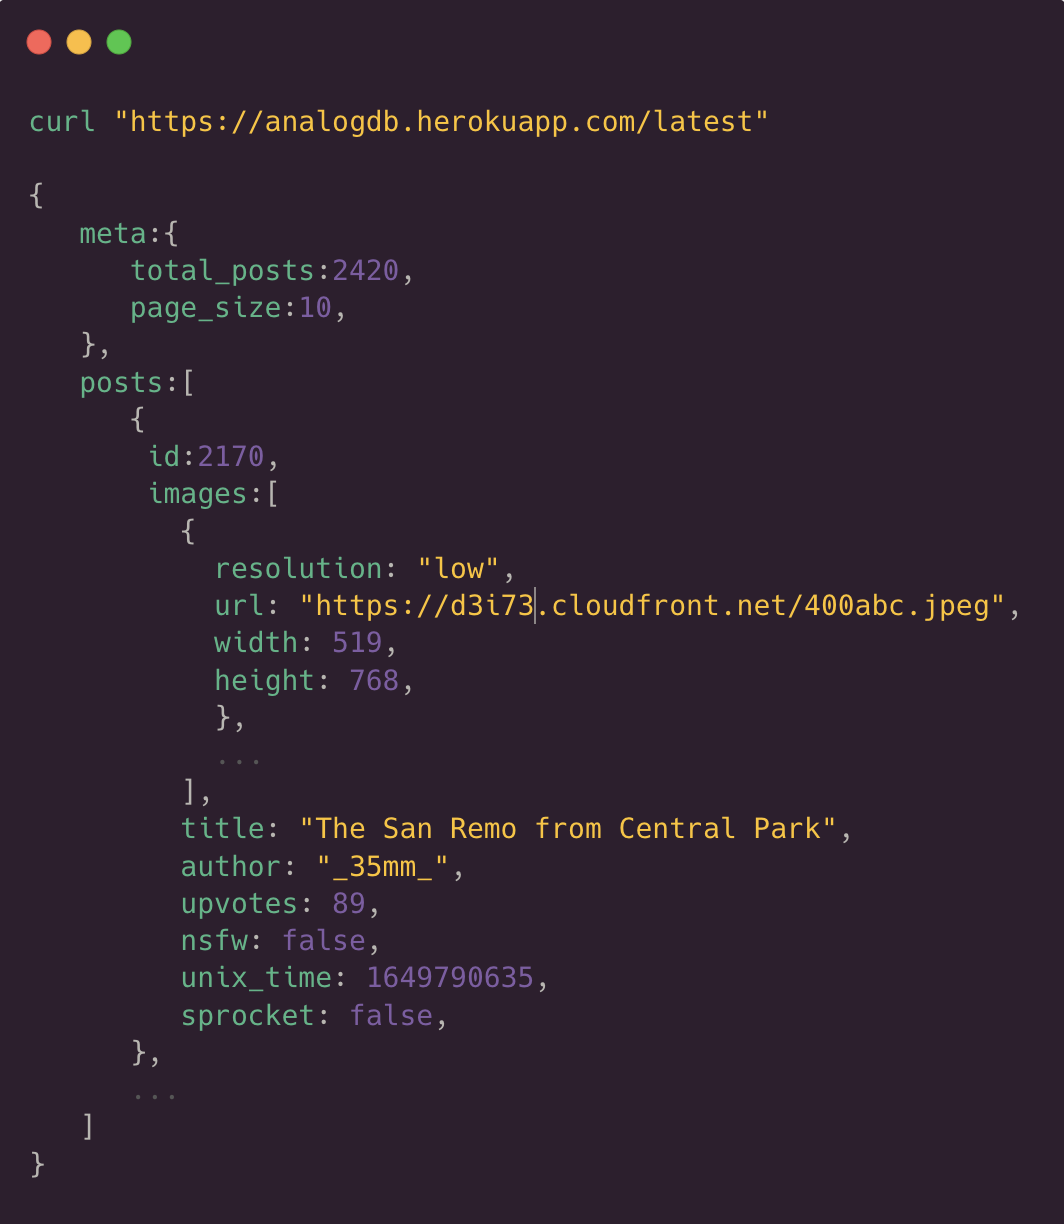 curl "https://analogdb.herokuapp.com/latest"
{
meta:{
total_posts:2420,
page_size:10,
},
posts:[
{
id:2170,
images:[
{
resolution: "low",
url: "https://d3i73.cloudfront.net/400abc.jpeg",
width: 519,
height: 768,
},
...
],
title: "The San Remo from Central Park",
author: "_35mm_",
upvotes: 89,
nsfw: false,
unix_time: 1649790635,
sprocket: false,
},
...
]
}